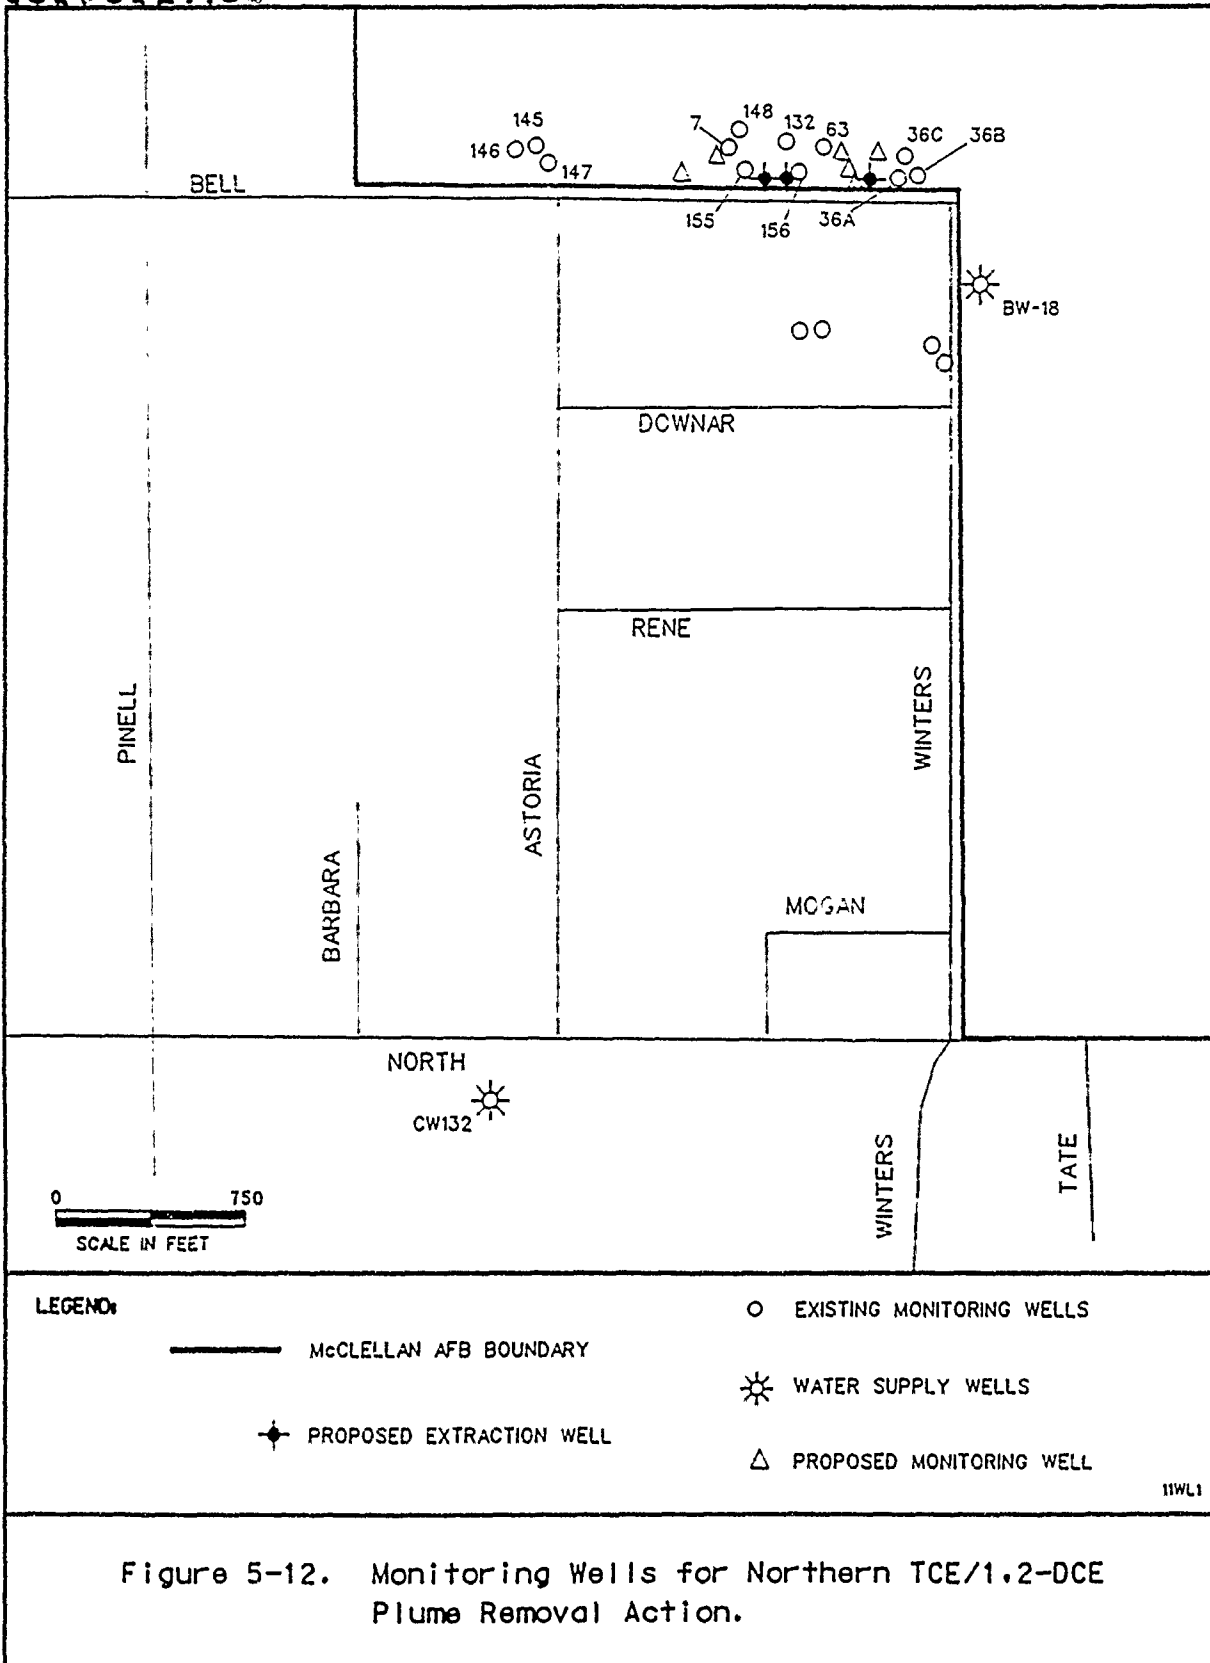 148
7
132
63
145
36C
36B
146
147
BELL
155
156
36A
BW-18
DOWNAR
RENE
PINELL
WINTERS
ASTORIA
BARBARA
MOGAN
NORTH
CW132
WINTERS
TATE
0 750
SCALE IN FEET
LEGEND:
EXISTING MONITORING WELLS
McCLELLAN AFB BOUNDARY
WATER SUPPLY WELLS
PROPOSED EXTRACTION WELL
PROPOSED MONITORING WELL
11WL1
Figure 5-12. Monitoring Wells for Northern TCE/1,2-DCE
Plume Removal Action.